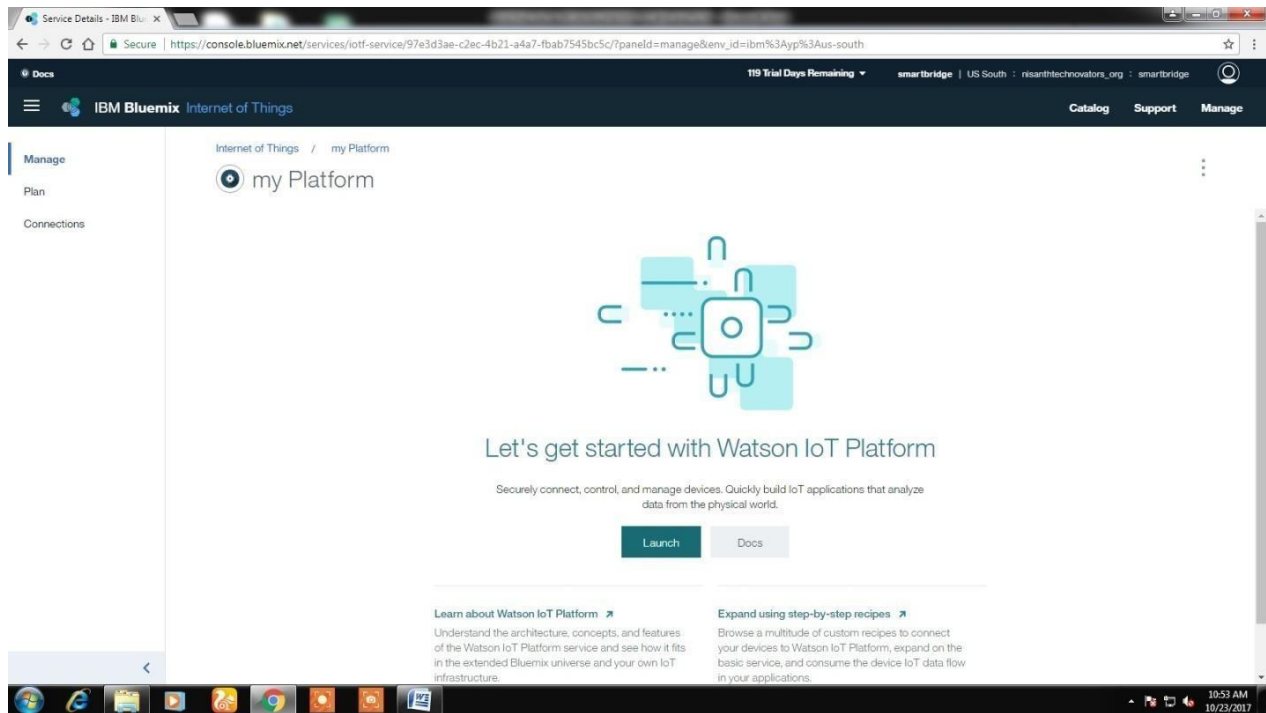 Service Details - IBM Blu
Secure | https://console.bluemix.net/services/iotf-service/97e3d3ae-c2ec-4b21-a4a7-fbab7545bc5c/?paneId=manage&env_id=ibm%3Ayp%3Aus-south
Docs
119 Trial Days Remaining
smartbridge | US South : nisanthtechnovators_org : smartbridge
IBM Bluemix Internet of Things
Catalog Support Manage
Manage
Plan
Connections
Internet of Things / my Platform
my Platform
Let's get started with Watson IoT Platform
Securely connect, control, and manage devices. Quickly build IoT applications that analyze
data from the physical world.
Launch Docs
Learn about Watson IoT Platform
Understand the architecture, concepts, and features
of the Watson IoT Platform service and see how it fits
in the extended Bluemix universe and your own IoT
infrastructure.
Expand using step-by-step recipes
Browse a multitude of custom recipes to connect
your devices to Watson IoT Platform, expand on the
basic service, and consume the device IoT data flow
in your applications.
10:53 AM
10/23/2017